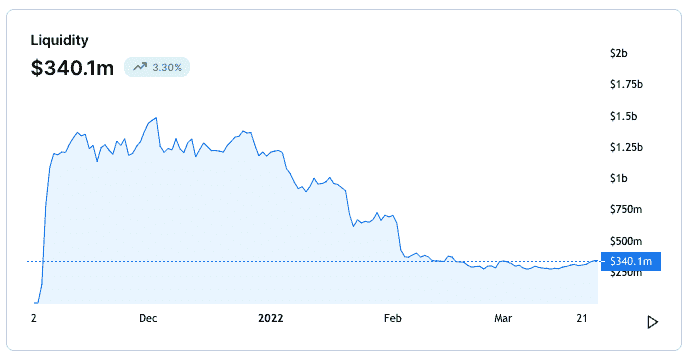 Liquidity
$340.1m 3.30%
$2b
$1.75b
$1.5b
$1.25b
$1b
$750m
$500m
$340.1m
$250m
2 Dec 2022 Feb Mar 21